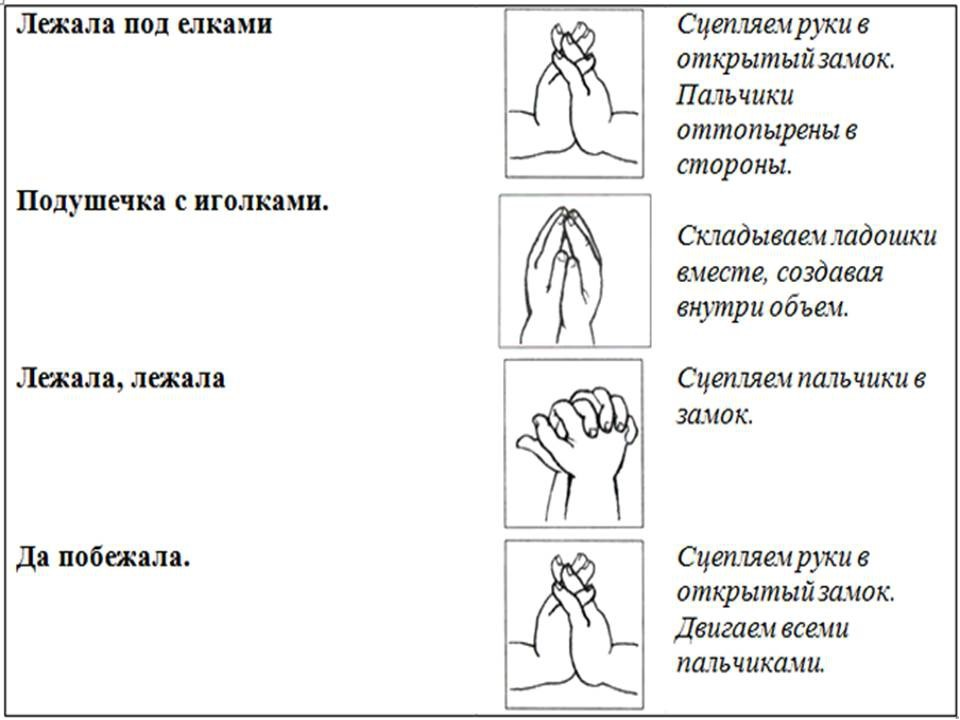 Лежала под елками
Сцепляем руки в
открытый замок.
Пальчики
оттопырены в
стороны.
Подушечка с иголками.
Складываем ладошки
вместе, создавая
внутри объем.
Лежала, лежала
Сцепляем пальчики в
замок.
Да побежала.
Сцепляем руки в
открытый замок.
Двигаем всеми
пальчиками.